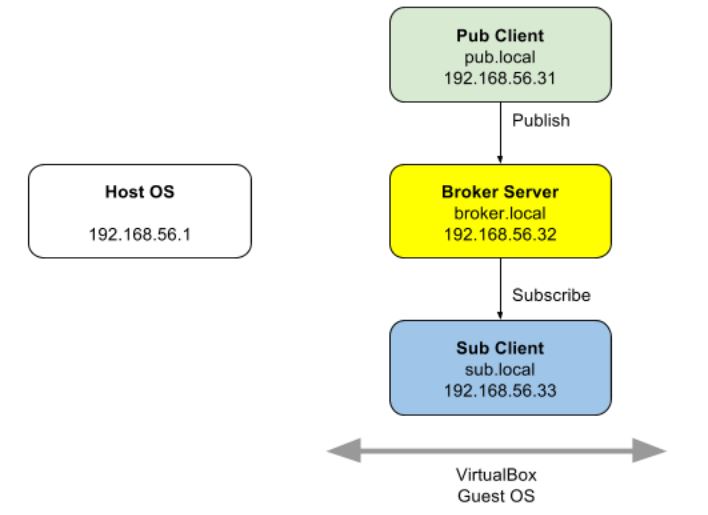 Pub Client
pub.local
192.168.56.31
Publish
Host OS
192.168.56.1
Broker Server
broker.local
192.168.56.32
Subscribe
Sub Client
sub.local
192.168.56.33
VirtualBox
Guest OS